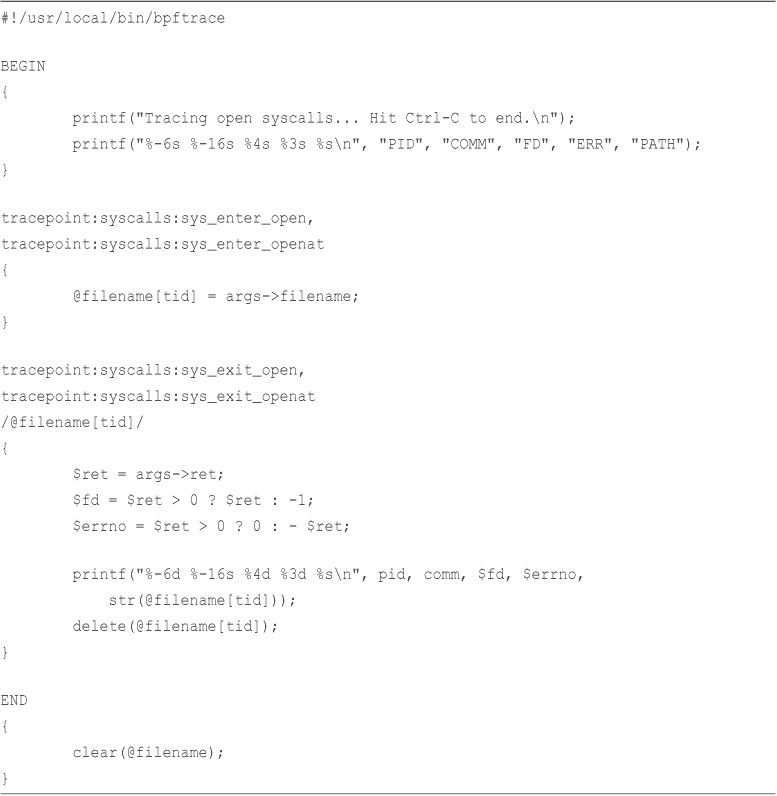 #!/usr/local/bin/bpftrace

BEGIN
{
        printf("Tracing open syscalls... Hit Ctrl-C to end.\n");
        printf("%-6s %-16s %4s %3s %s\n", "PID", "COMM", "FD", "ERR", "PATH");
}

tracepoint:syscalls:sys_enter_open,
tracepoint:syscalls:sys_enter_openat
{
        @filename[tid] = args->filename;
}

tracepoint:syscalls:sys_exit_open,
tracepoint:syscalls:sys_exit_openat
/@filename[tid]/
{
        $ret = args->ret;
        $fd = $ret > 0 ? $ret : -1;
        $errno = $ret > 0 ? 0 : - $ret;

        printf("%-6d %-16s %4d %3d %s\n", pid, comm, $fd, $errno,
            str(@filename[tid]));
        delete(@filename[tid]);
}

END
{
        clear(@filename);
}